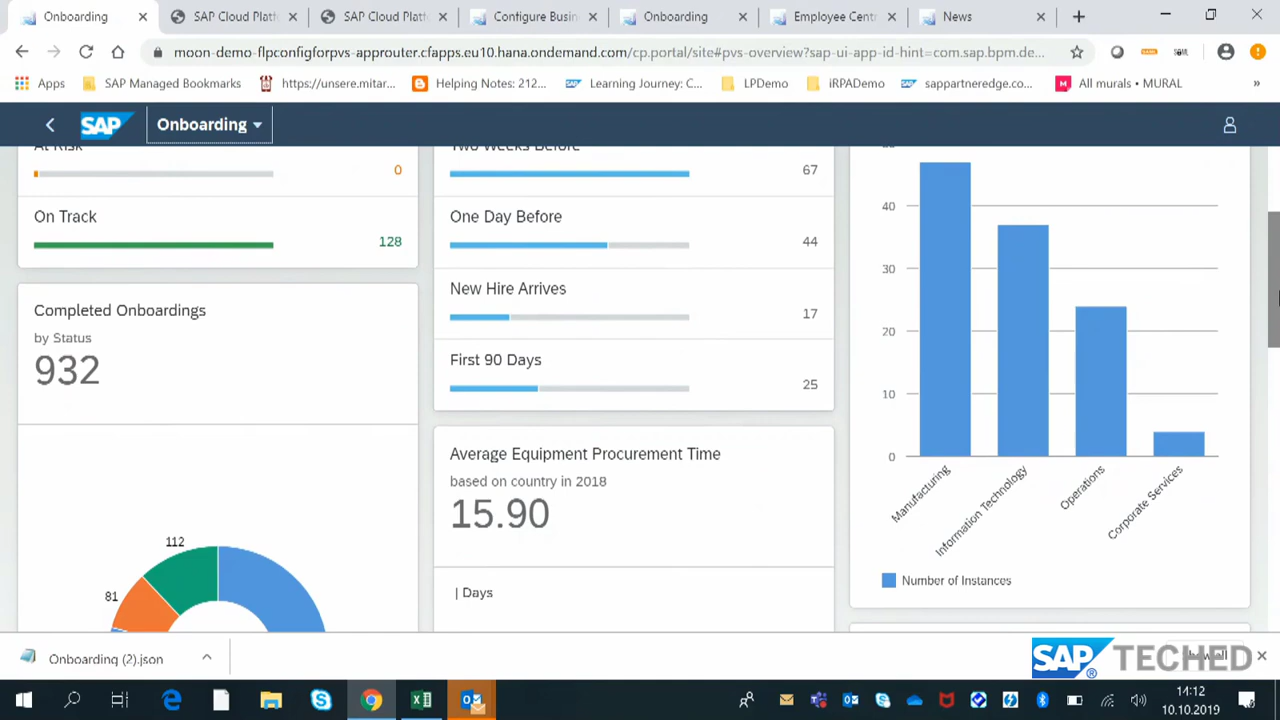 Onboarding
SAP Cloud Platf
SAP Cloud Platf
Configure Busin
Onboarding
Employee Centr
News
moon-demo-flpconfigforpvs-approuter.cfapps.eu10.hana.ondemand.com/cp.portal/site#pvs-overview?sap-ui-app-id-hint=com.sap.bpm.de...
Apps
SAP Managed Bookmarks
https://unsere.mitar...
Helping Notes: 212...
Learning Journey: C...
LPDemo
iRPADemo
sappartneredge.co...
All murals • MURAL
»
SAP
Onboarding
At Risk
0
On Track
128
Completed Onboardings
by Status
932
112
81
Two Weeks Before
67
One Day Before
44
New Hire Arrives
17
First 90 Days
25
Average Equipment Procurement Time
based on country in 2018
15.90
| Days
40
30
20
10
0
Manufacturing
Information Technology
Operations
Corporate Services
Number of Instances
Onboarding (2).json
SAP® TECHED
14:12
10.10.2019